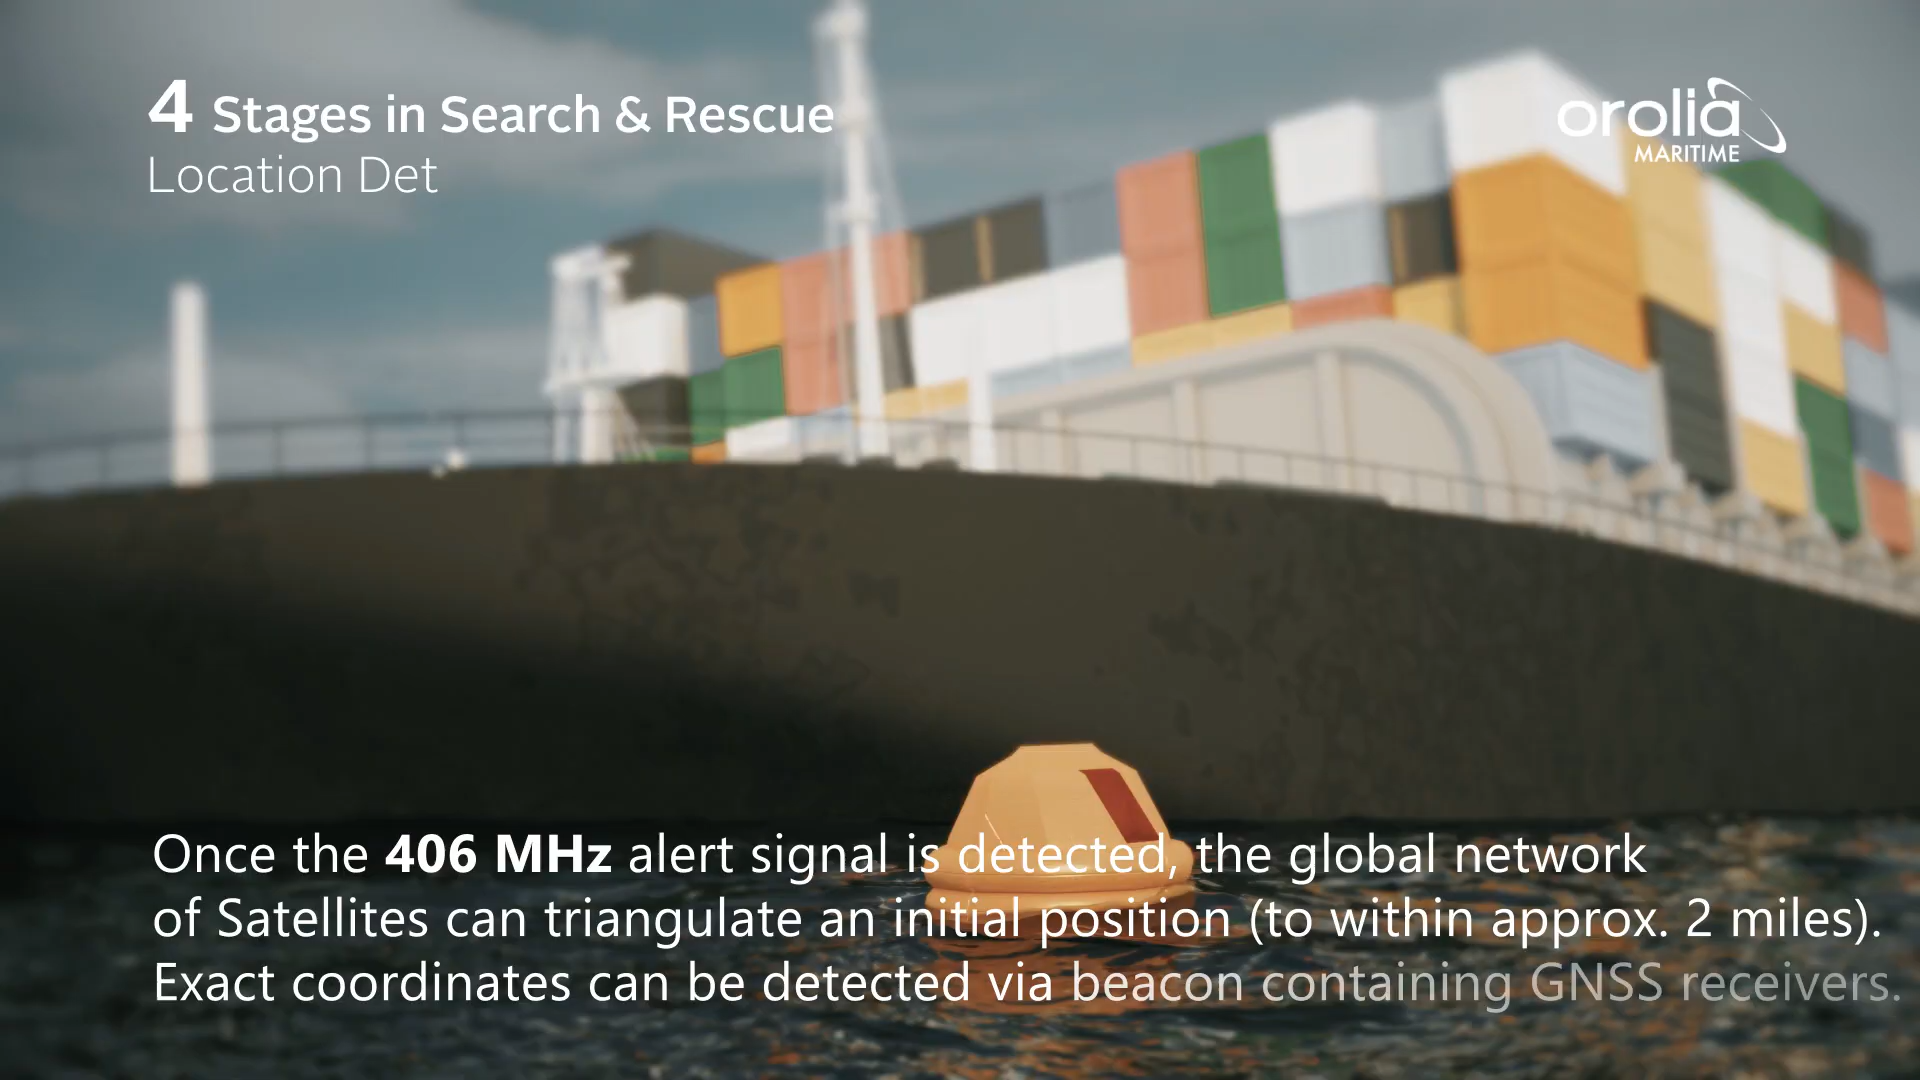 4 Stages in Search & Rescue
Location Det
orolia
MARITIME
Once the 406 MHz alert signal is detected, the global network
of Satellites can triangulate an initial position (to within approx. 2 miles).
Exact coordinates can be detected via beacon containing GNSS receivers.